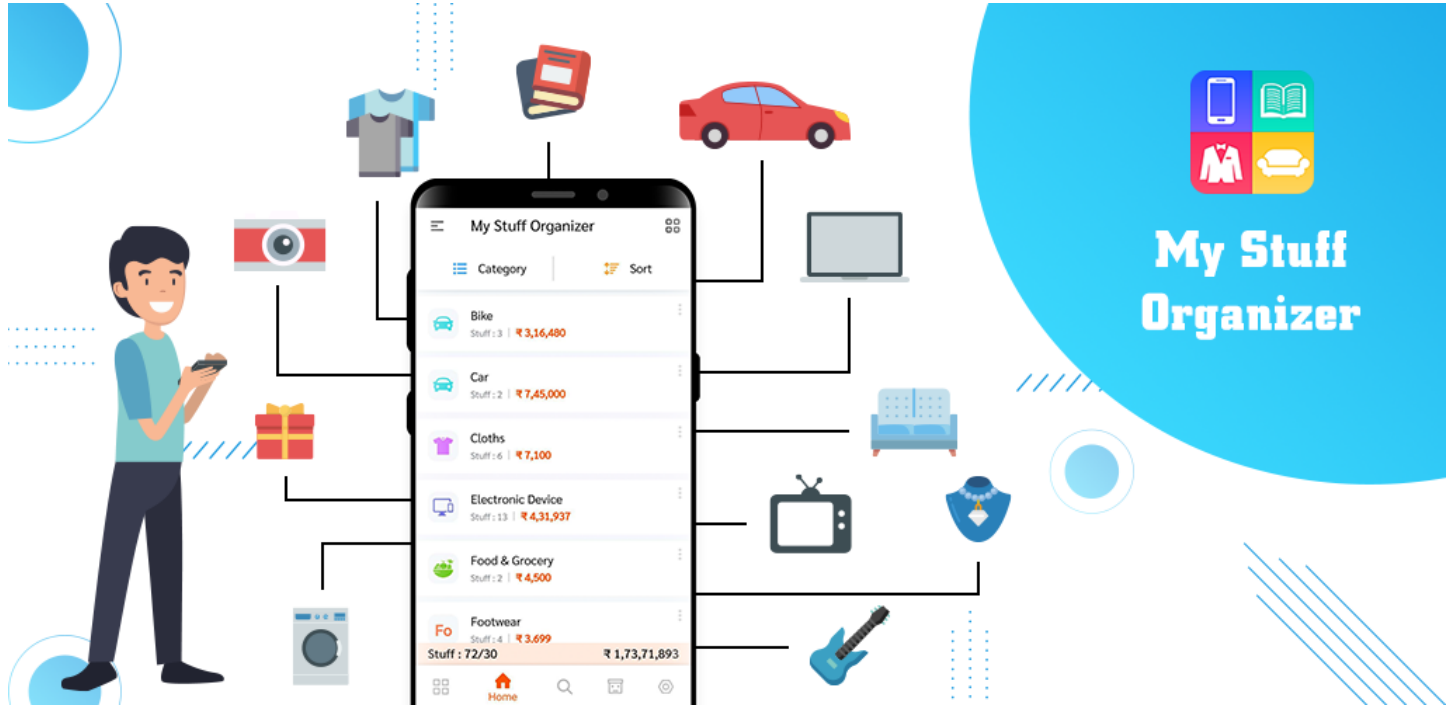 My Stuff Organizer
Category
Sort
Bike
Stuff : 3 | ₹ 3,16,480
Car
Stuff : 2 | ₹ 7,45,000
Cloths
Stuff : 6 | ₹ 7,100
Electronic Device
Stuff : 13 | ₹ 4,31,937
Food & Grocery
Stuff : 2 | ₹ 4,500
Fo
Footwear
Stuff : 4 | ₹ 3,699
Stuff : 72/30
₹ 1,73,71,893
Home
My Stuff
Organizer